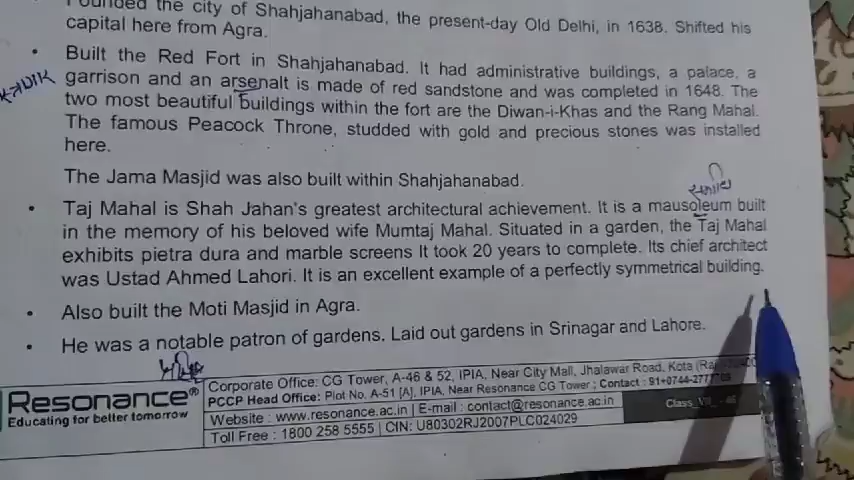 Founded the city of Shahjahanabad, the present-day Old Delhi, in 1638. Shifted his
capital here from Agra.
• Built the Red Fort in Shahjahanabad. It had administrative buildings, a palace, a
garrison and an arsenalt is made of red sandstone and was completed in 1648. The
two most beautiful buildings within the fort are the Diwan-i-Khas and the Rang Mahal.
The famous Peacock Throne, studded with gold and precious stones was installed
here.
The Jama Masjid was also built within Shahjahanabad.
• Taj Mahal is Shah Jahan's greatest architectural achievement. It is a mausoleum built
in the memory of his beloved wife Mumtaj Mahal. Situated in a garden, the Taj Mahal
exhibits pietra dura and marble screens It took 20 years to complete. Its chief architect
was Ustad Ahmed Lahori. It is an excellent example of a perfectly symmetrical building.
• Also built the Moti Masjid in Agra.
• He was a notable patron of gardens. Laid out gardens in Srinagar and Lahore.
Resonance®
Educating for better tomorrow
Corporate Office: CG Tower, A-46 & 52, IPIA, Near City Mall, Jhalawar Road, Kota
PCCP Head Office: Plot No. A-51 [A], IPIA, Near Resonance CG Tower ; Contact :
Website : www.resonance.ac.in | E-mail : contact@resonance.ac.in
Toll Free : 1800 258 5555 | CIN: U80302RJ2007PLC024029